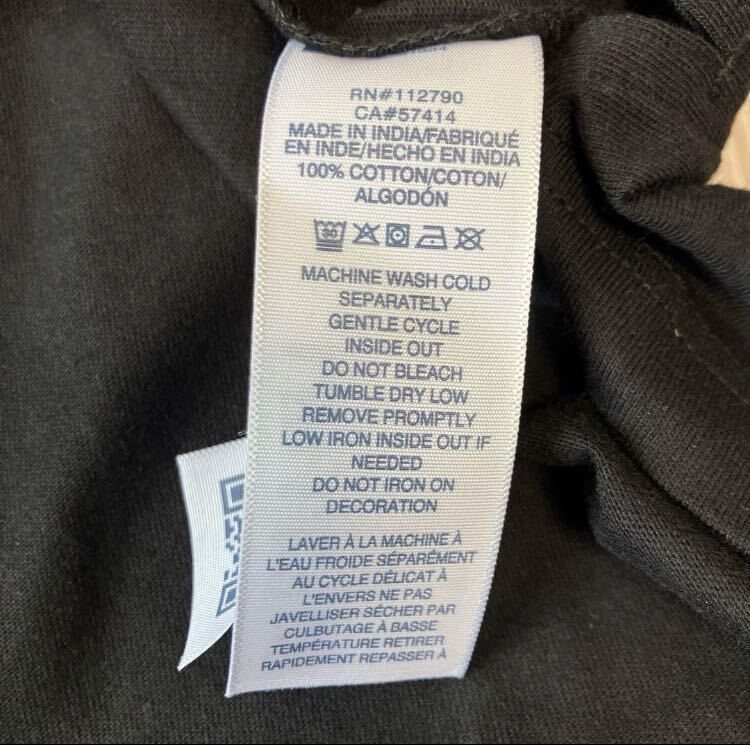 RN#112790
CA#57414
MADE IN INDIA/FABRIQUÉ
EN INDE/HECHO EN INDIA
100% COTTON/COTON/
ALGODÓN
30
MACHINE WASH COLD
SEPARATELY
GENTLE CYCLE
INSIDE OUT
DO NOT BLEACH
TUMBLE DRY LOW
REMOVE PROMPTLY
LOW IRON INSIDE OUT IF
NEEDED
DO NOT IRON ON
DECORATION
LAVER À LA MACHINE À
L'EAU FROIDE SÉPARÉMENT
AU CYCLE DÉLICAT À
L'ENVERS NE PAS
JAVELLISER SÉCHER PAR
CULBUTAGE À BASSE
TEMPÉRATURE RETIRER
RAPIDEMENT REPASSER À